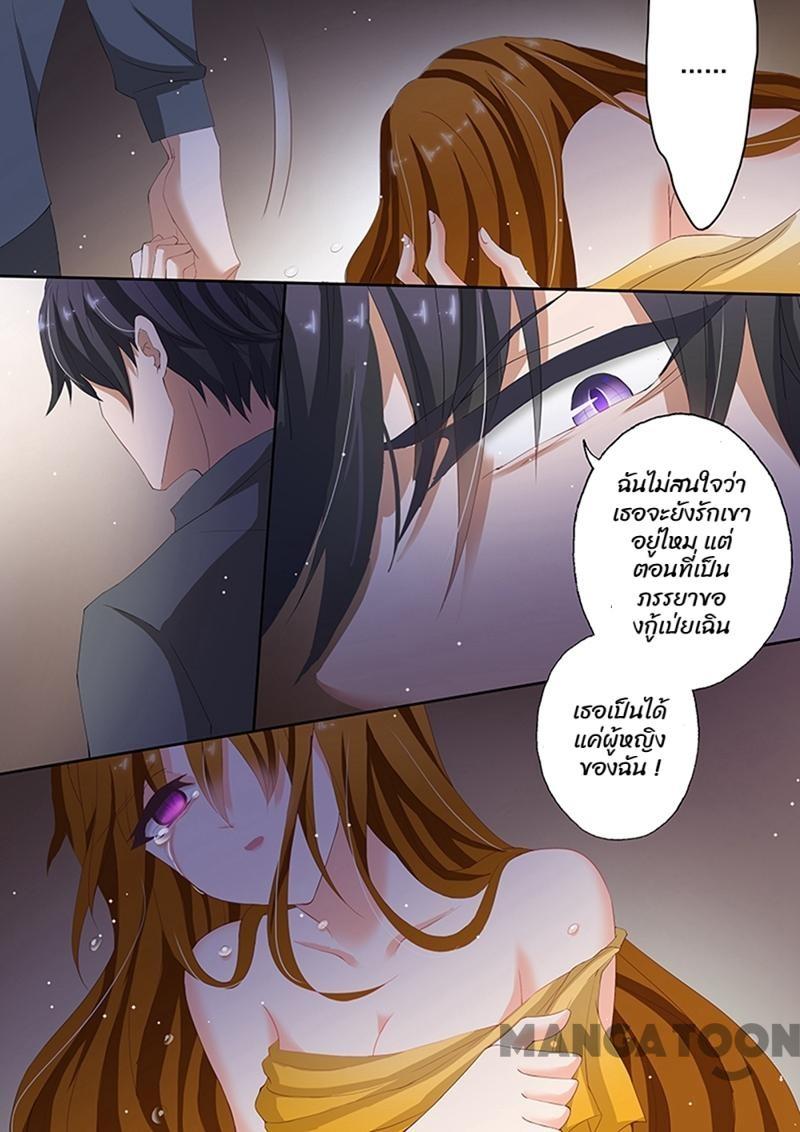 ......
ฉันไม่สนใจว่า
เธอจะยังรักเขา
อยู่ไหม แต่
ตอนที่เป็น
ภรรยาขอ
งกู้เป่ยเฉิน
เธอเป็นได้
แค่ผู้หญิง
ของฉัน !
MANGATOON